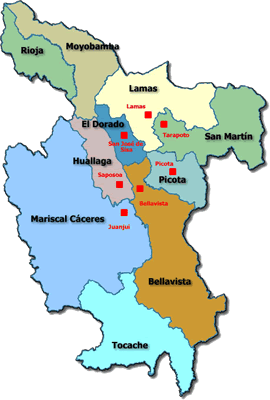 Moyobamba
Rioja
Lamas
Lamas
El Dorado
Tarapoto
San Martín
San José de
Sisa
Huallaga
Picota
Saposoa
Picota
Bellavista
Mariscal Cáceres
Juanjuí
Bellavista
Tocache